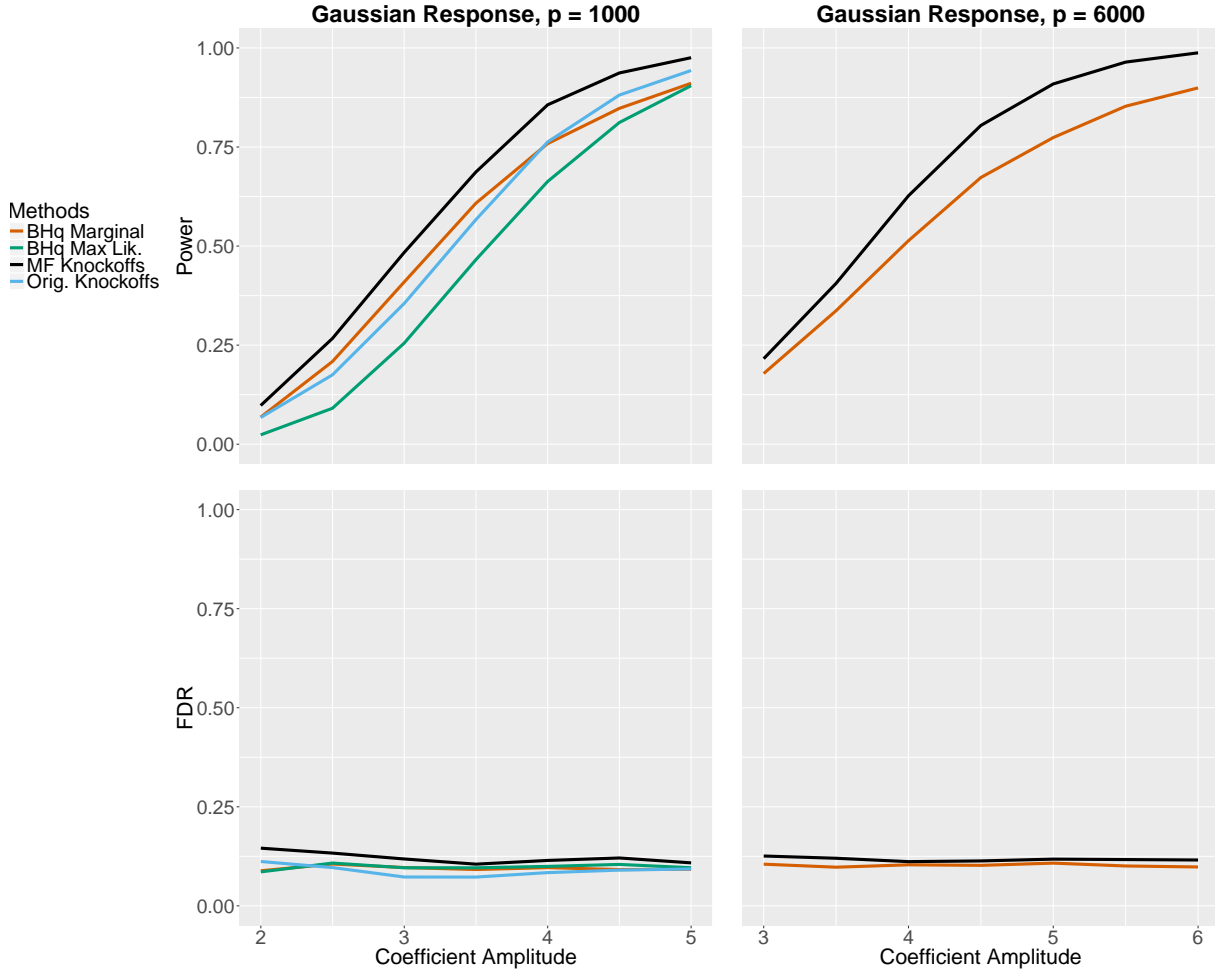 Gaussian Response, p = 1000
Gaussian Response, p = 6000
1.00
0.75
0.50
0.25
0.00
Power
Methods
BHq Marginal
BHq Max Lik.
MF Knockoffs
Orig. Knockoffs
1.00
0.75
0.50
0.25
0.00
FDR
2 3 4 5
3 4 5 6
Coefficient Amplitude
Coefficient Amplitude